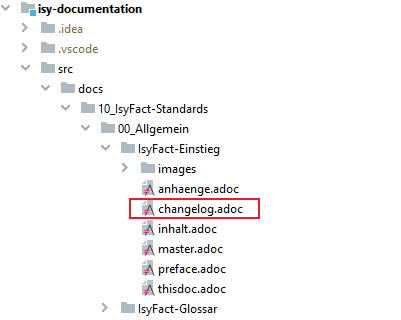 isy-documentation
.idea
.vscode
src
docs
10_IsyFact-Standards
00_Allgemein
IsyFact-Einstieg
images
anhaenge.adoc
changelog.adoc
inhalt.adoc
master.adoc
preface.adoc
thisdoc.adoc
IsyFact-Glossar